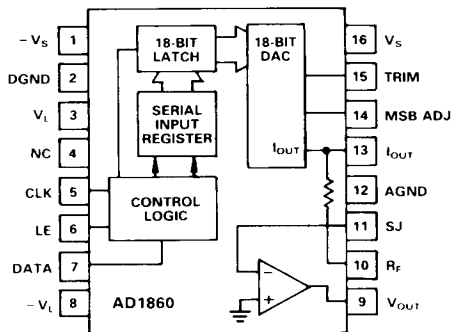 -VS 1
DGND 2
VL 3
NC 4
CLK 5
LE 6
DATA 7
-VL 8
18-BIT
LATCH
SERIAL
INPUT
REGISTER
CONTROL
LOGIC
18-BIT
DAC
IOUT
-
+
AD1860
16 VS
15 TRIM
14 MSB ADJ
13 IOUT
12 AGND
11 SJ
10 RF
9 VOUT